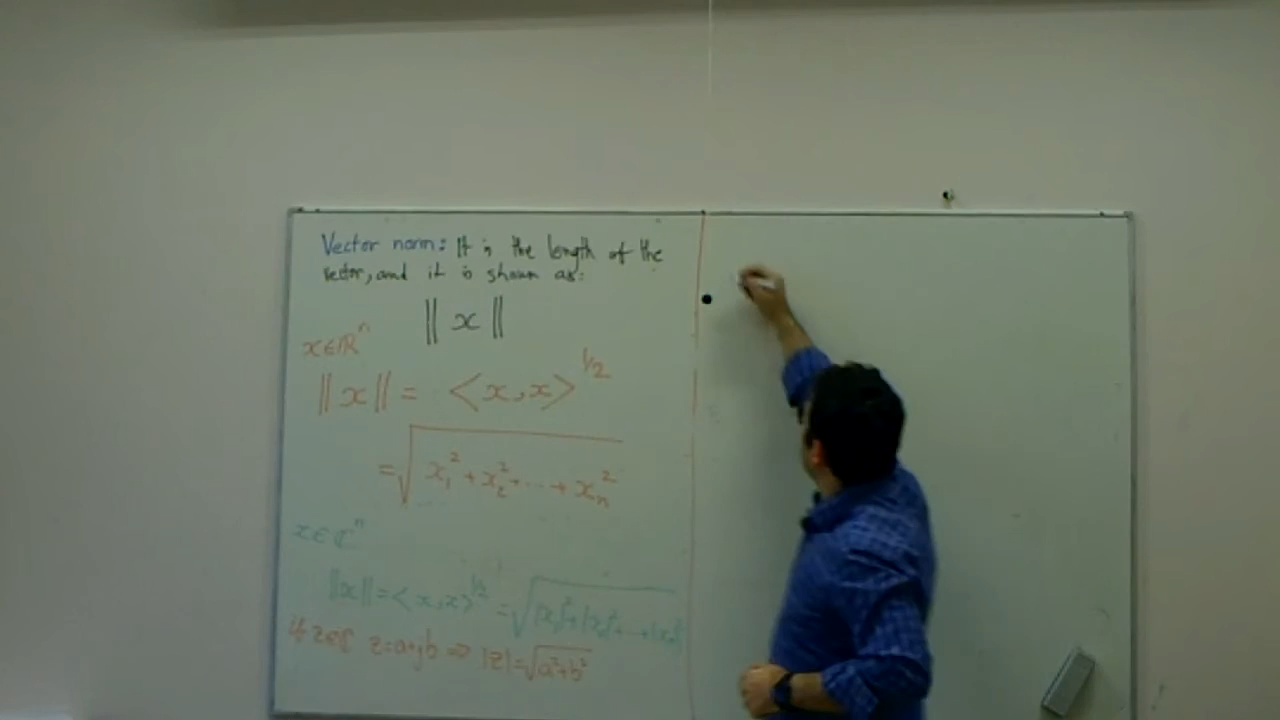 Vector norm: It is the length of the
vector, and it is shown as:
‖ x ‖
x ∈ ℝⁿ
‖ x ‖ = < x, x >^{1/2}
= √(x₁² + x₂² + ... + xₙ²)
x ∈ ℂⁿ
‖x‖ = < x, x >^{1/2} = √(|x₁|² + |x₂|² + ... + |xₙ|²)
if z ∈ ℂ z = a + jb ⇒ |z| = √(a² + b²)